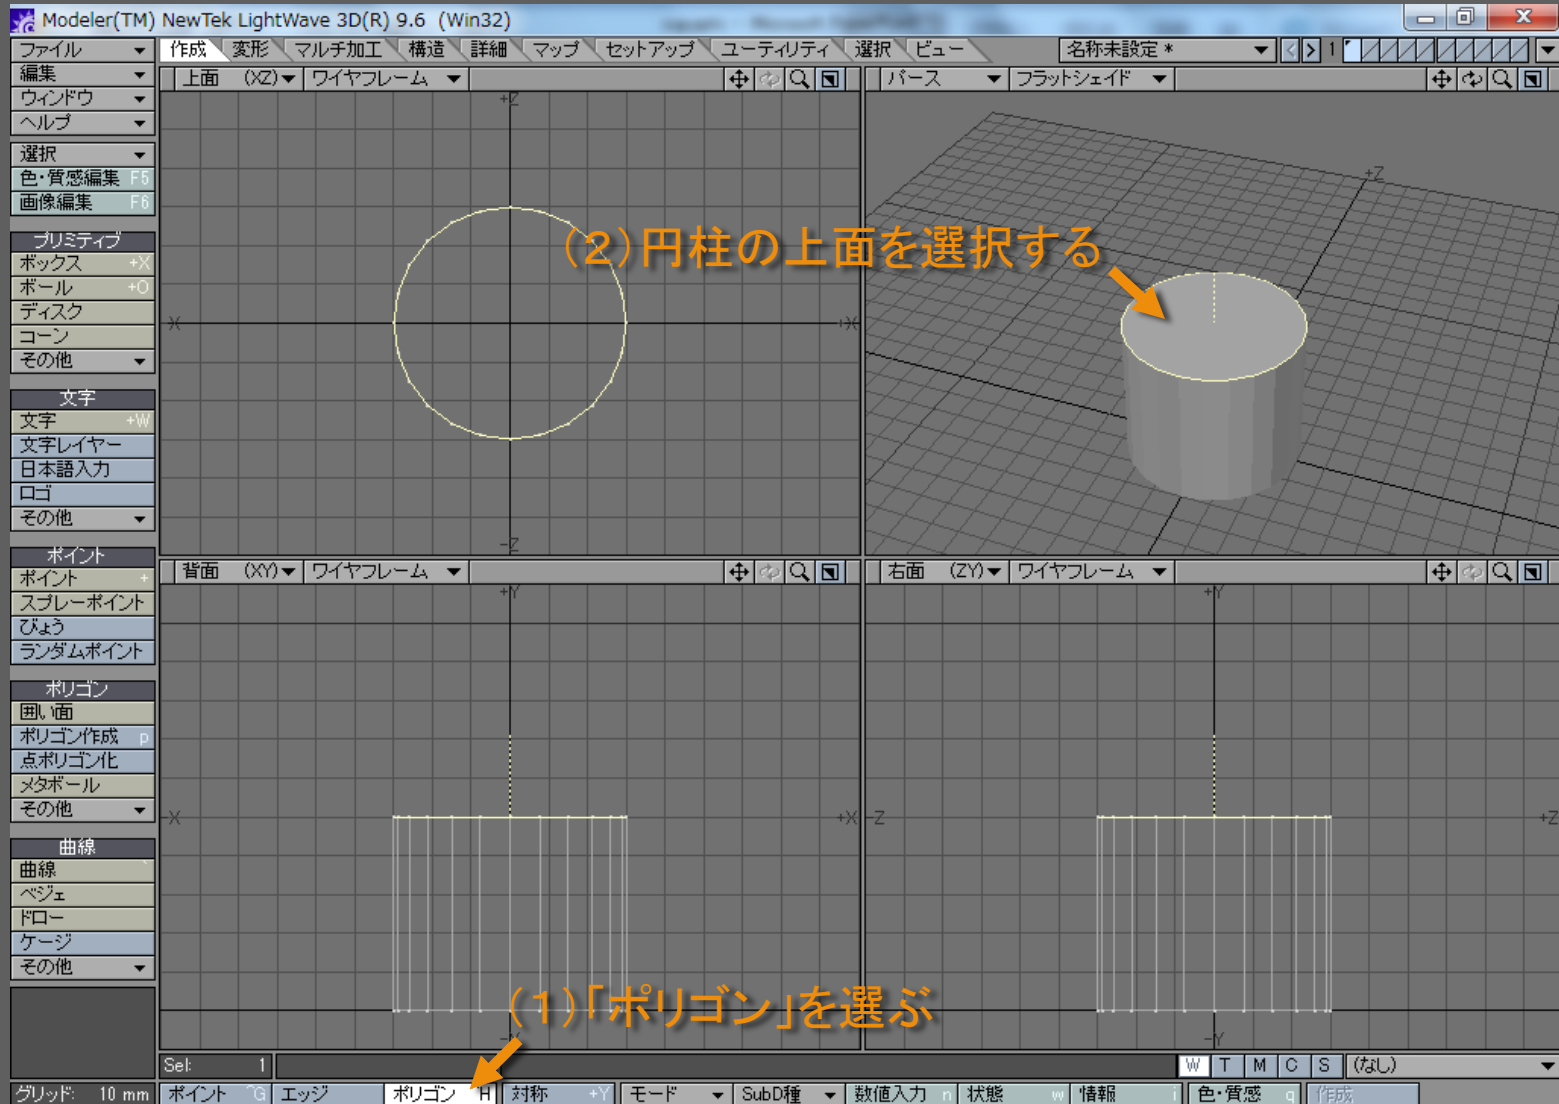 Modeler(TM) NewTek LightWave 3D(R) 9.6 (Win32)
ファイル
編集
ウィンドウ
ヘルプ
選択
色・質感編集 F5
画像編集 F6
プリミティブ
ボックス +X
ボール +O
ディスク
コーン
その他
文字
文字 +W
文字レイヤー
日本語入力
ロゴ
その他
ポイント
ポイント +
スプレーポイント
びょう
ランダムポイント
ポリゴン
囲い面
ポリゴン作成 p
点ポリゴン化
メタボール
その他
曲線
曲線 `
ベジェ
ドロー
ケージ
その他
作成 変形 マルチ加工 構造 詳細 マップ セットアップ ユーティリティ 選択 ビュー 名称未設定 * < > 1
上面 (XZ) ワイヤフレーム
+Z
-X
+X
-Z
パース フラットシェイド
+Z
(2)円柱の上面を選択する
背面 (XY) ワイヤフレーム
+Y
-X
+X
-Y
右面 (ZY) ワイヤフレーム
+Y
-Z
+Z
-Y
(1)「ポリゴン」を選ぶ
Sel: 1
W T M C S (なし)
グリッド: 10 mm ポイント ^G エッジ ポリゴン ^H 対称 +Y モード SubD種 数値入力 n 状態 w 情報 i 色・質感 q 作成